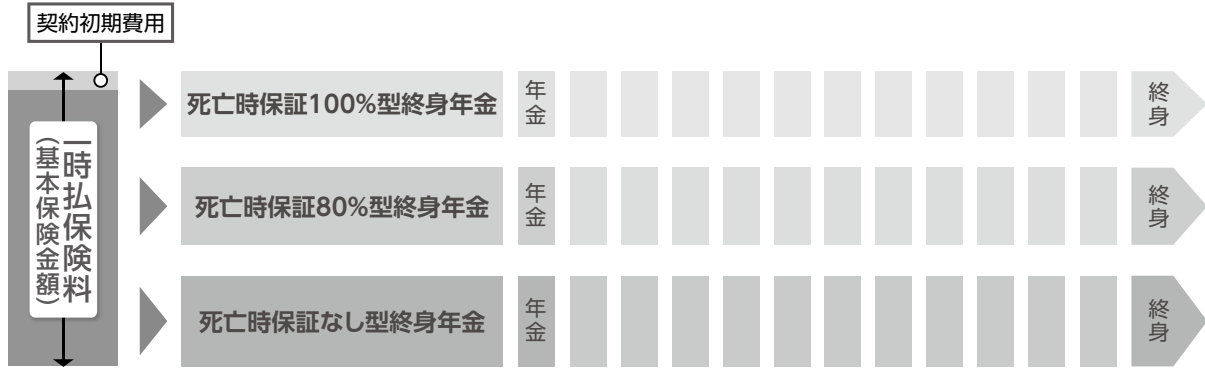 契約初期費用
一時払保険料
（基本保険金額）
死亡時保証100%型終身年金
年金
終身
死亡時保証80%型終身年金
年金
終身
死亡時保証なし型終身年金
年金
終身